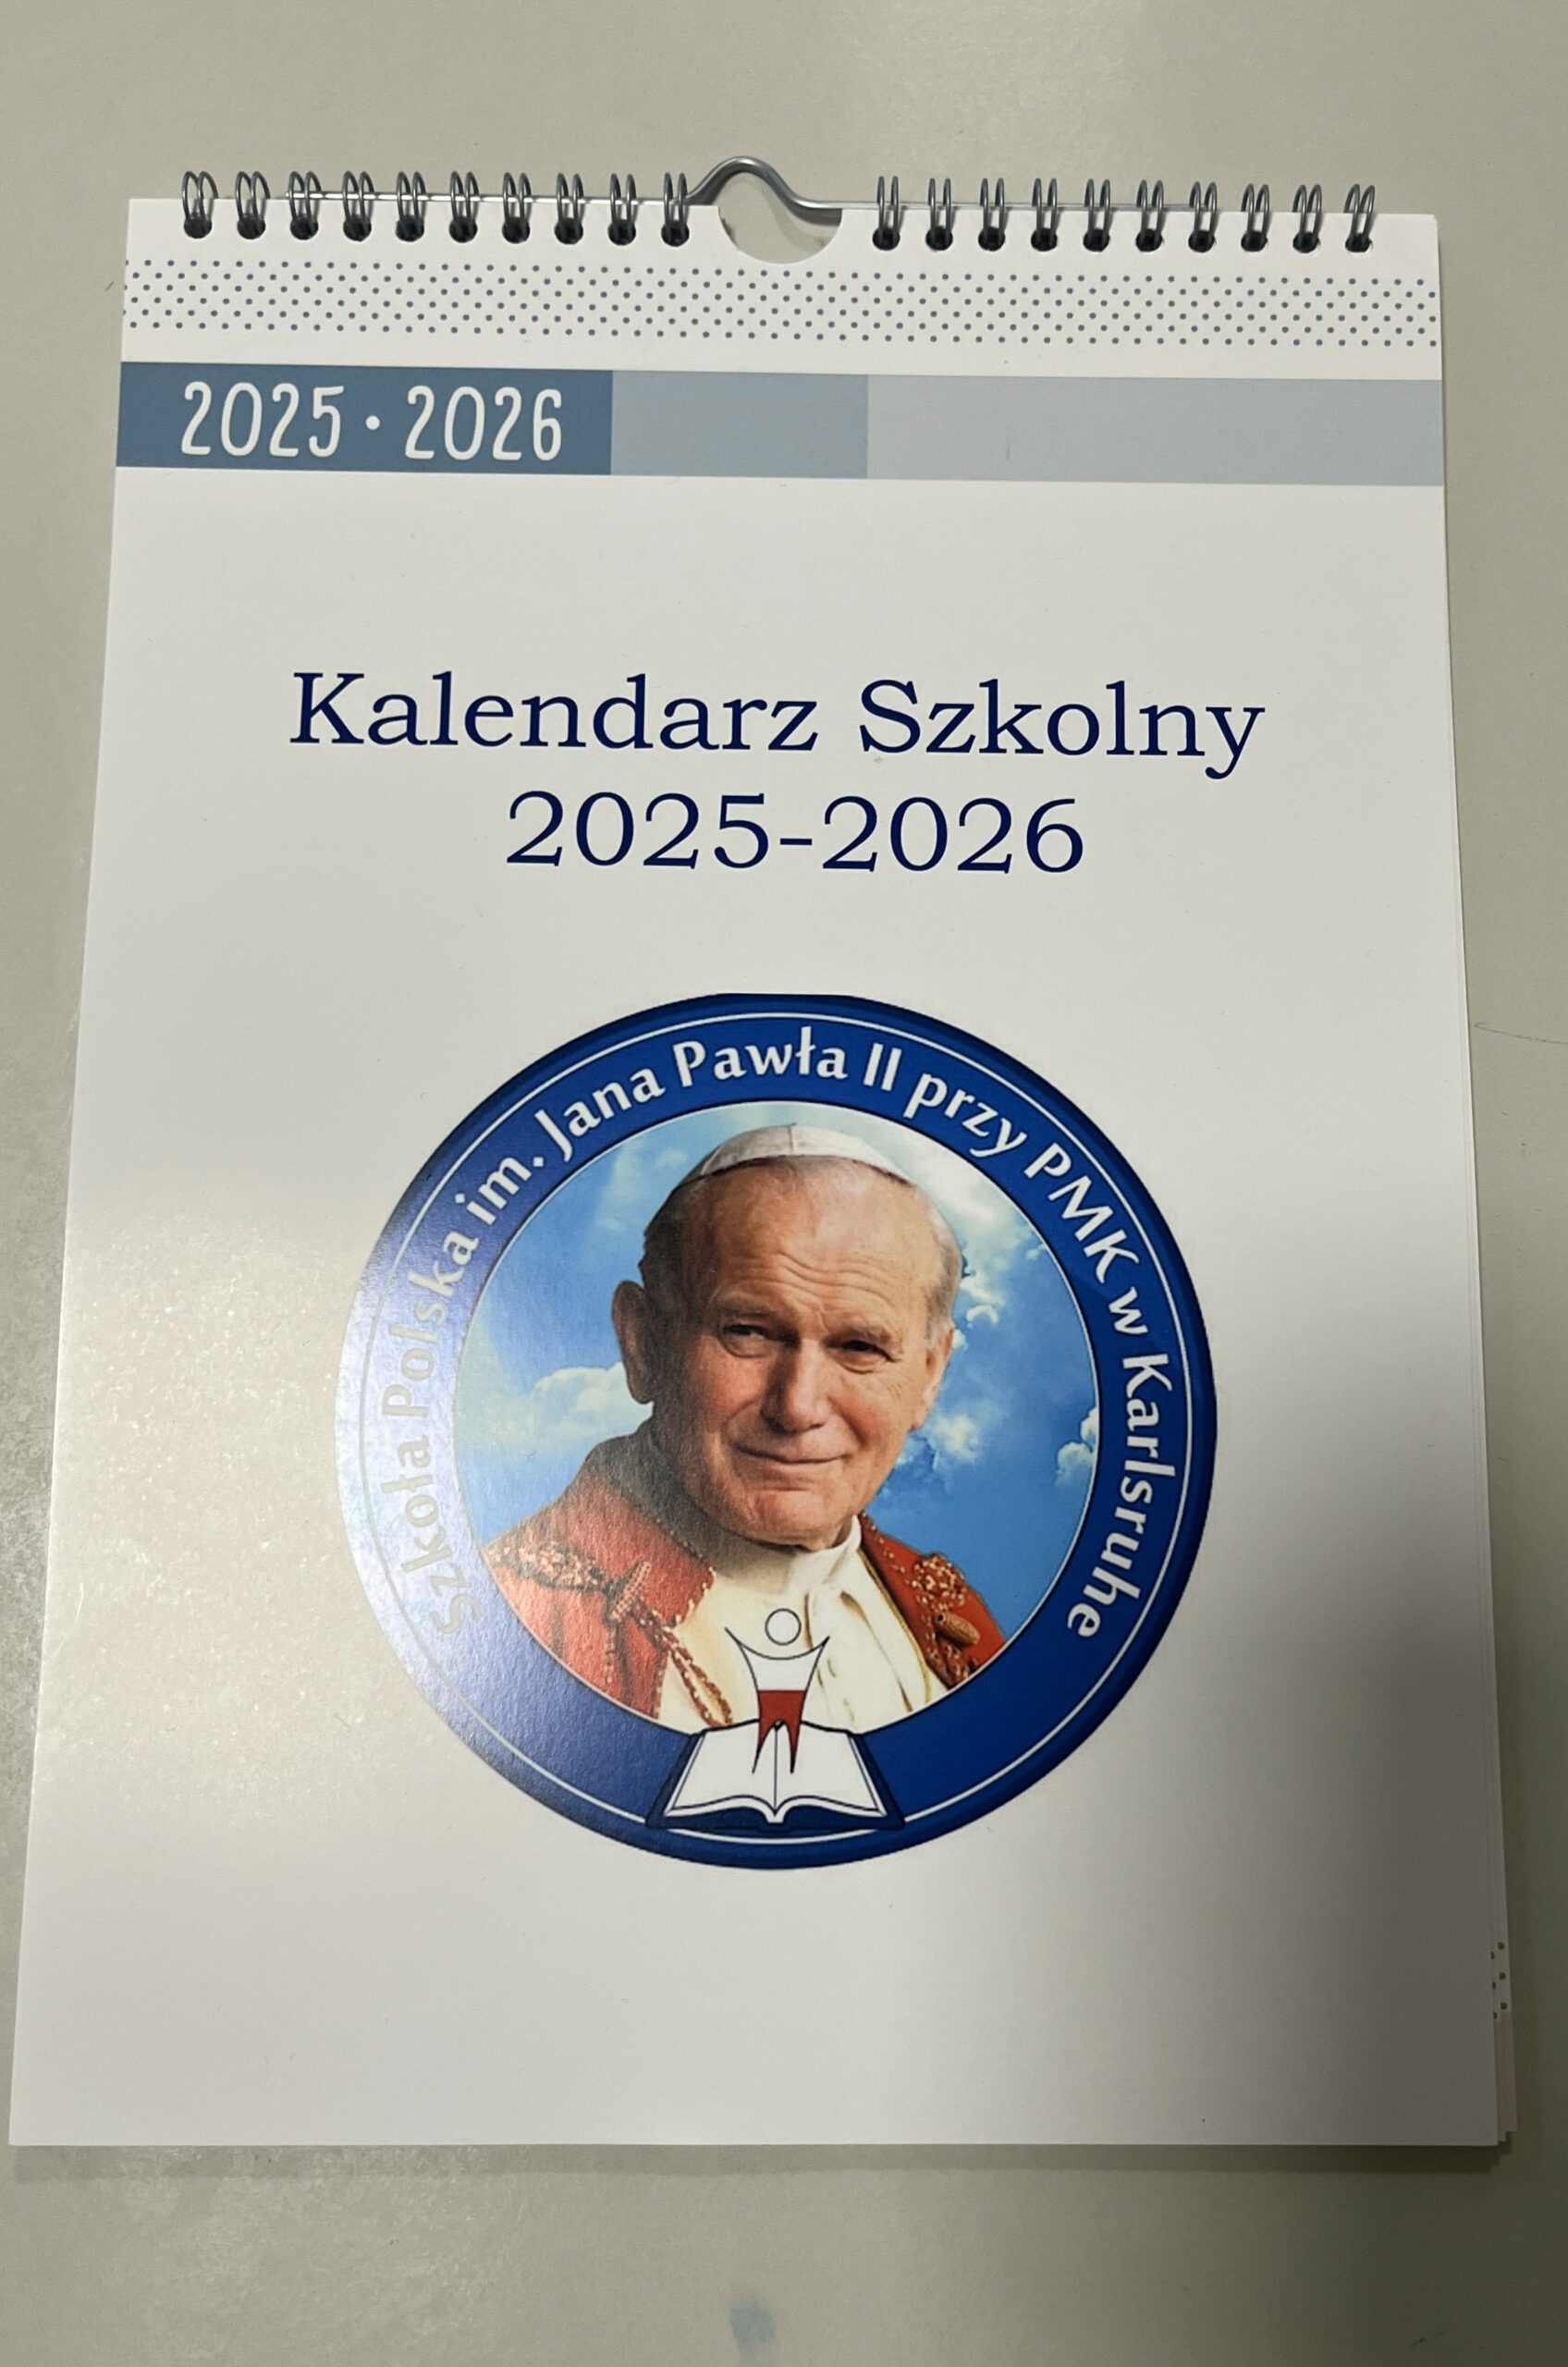 2025 · 2026
Kalendarz Szkolny
2025-2026
Szkoła Polska im. Jana Pawła II przy PMK w Karlsruhe